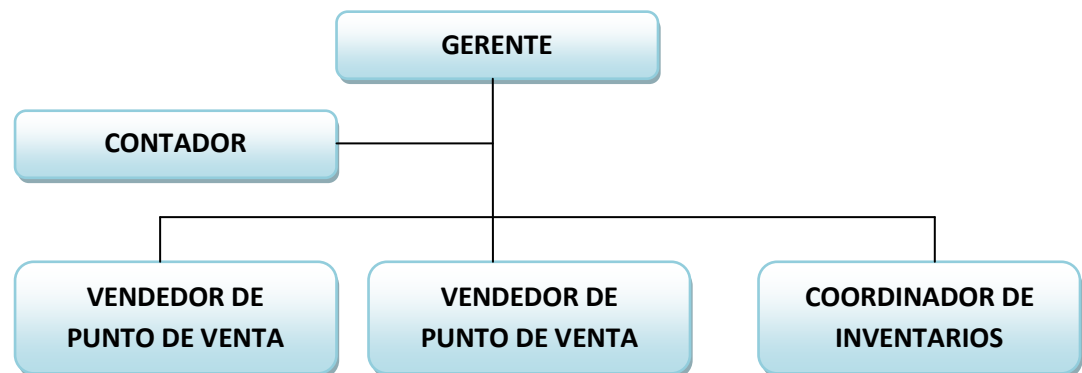 GERENTE
CONTADOR
VENDEDOR DE
PUNTO DE VENTA
VENDEDOR DE
PUNTO DE VENTA
COORDINADOR DE
INVENTARIOS